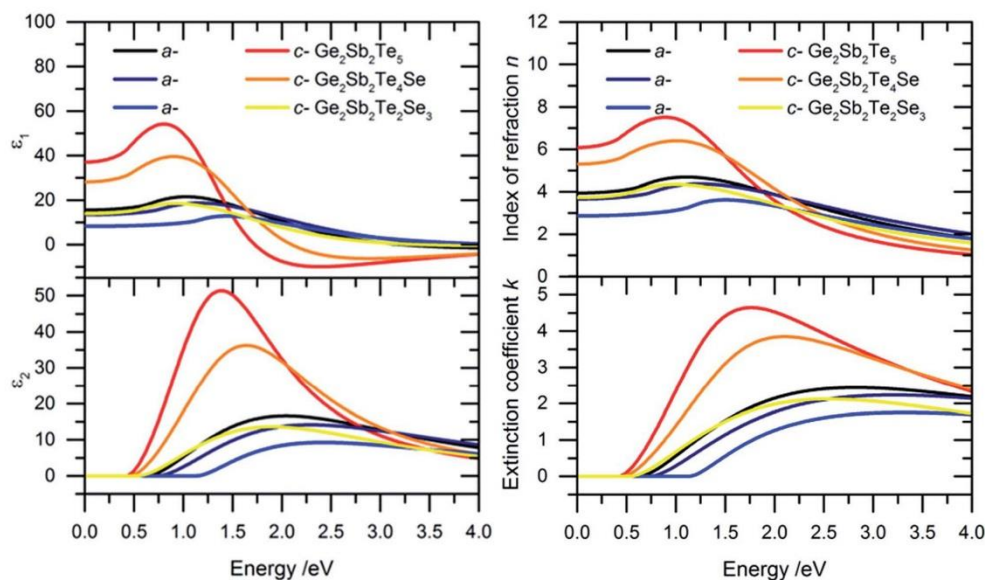 100
80
60
40
20
0
ε₁
a- c- Ge₂Sb₂Te₅
a- c- Ge₂Sb₂Te₄Se
a- c- Ge₂Sb₂Te₂Se₃
50
40
30
20
10
0
ε₂
0.0 0.5 1.0 1.5 2.0 2.5 3.0 3.5 4.0
Energy /eV
12
10
8
6
4
2
0
Index of refraction n
a- c- Ge₂Sb₂Te₅
a- c- Ge₂Sb₂Te₄Se
a- c- Ge₂Sb₂Te₂Se₃
5
4
3
2
1
0
Extinction coefficient k
0.0 0.5 1.0 1.5 2.0 2.5 3.0 3.5 4.0
Energy /eV